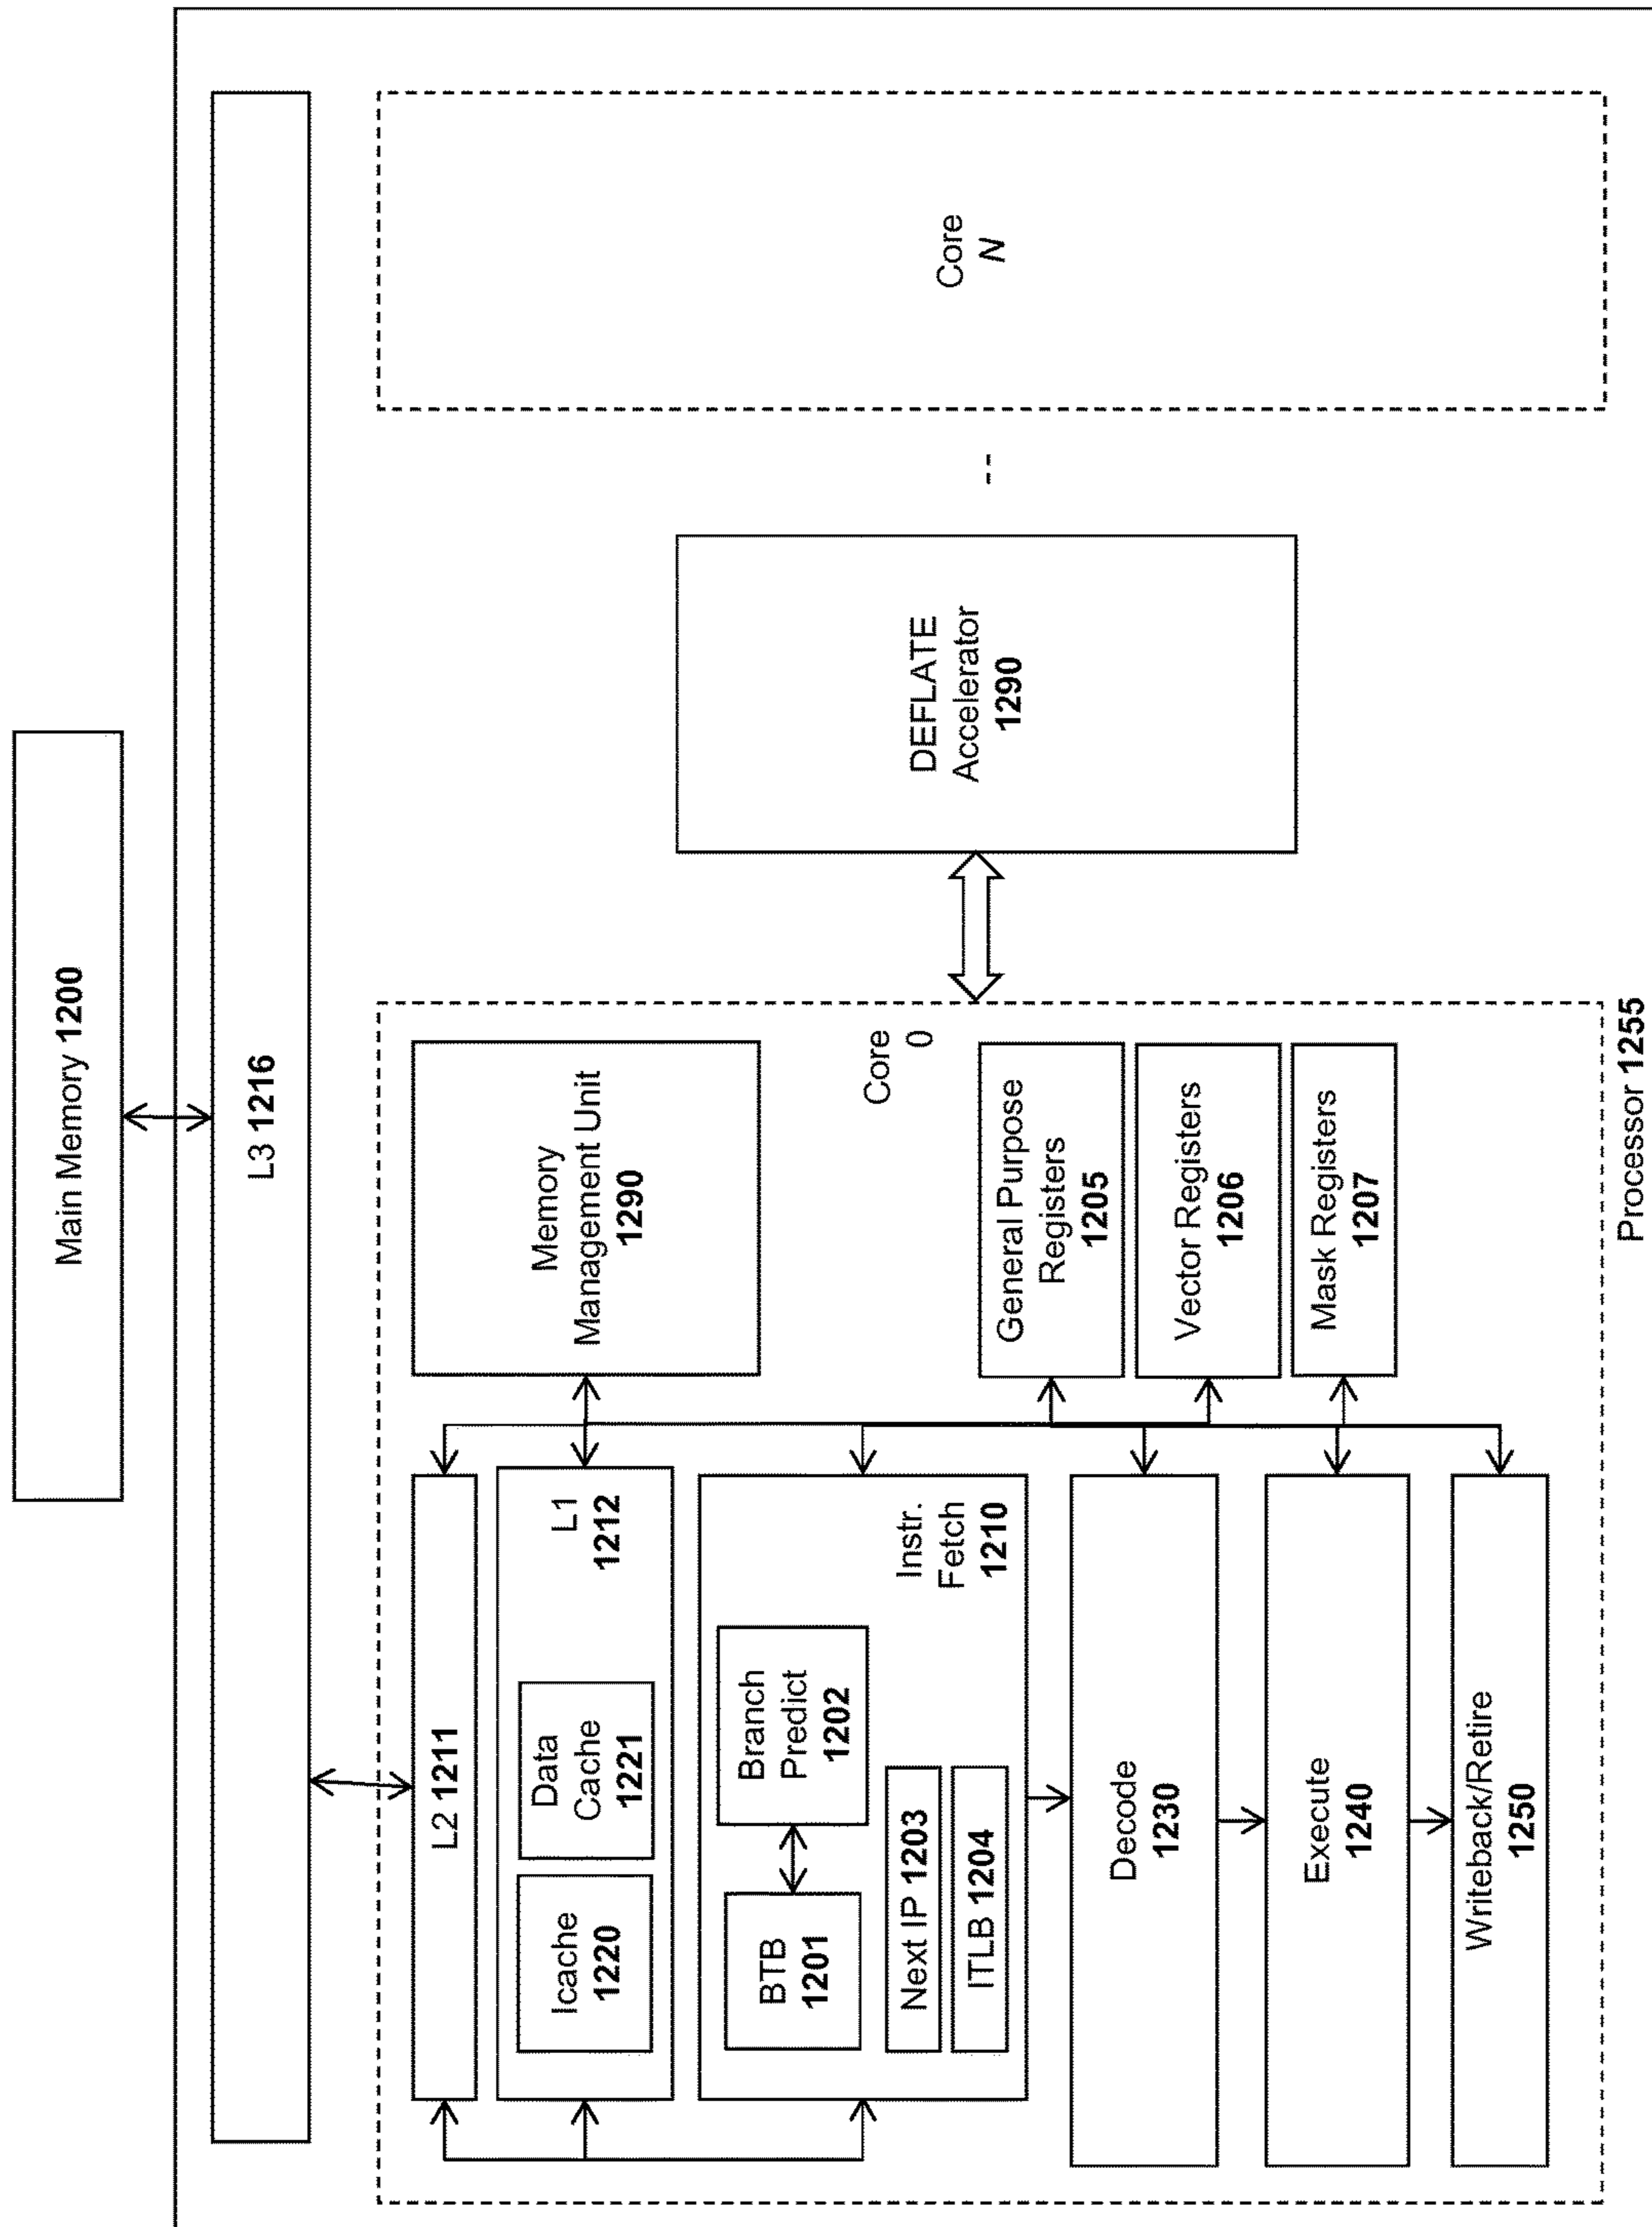 Main Memory 1200
L3 1216
L2 1211
L1
1212
Icache
1220
Data
Cache
1221
Memory
Management Unit
1290
BTB
1201
Branch
Predict
1202
Next IP 1203
ITLB 1204
Instr.
Fetch
1210
Core
0
General Purpose
Registers
1205
Vector Registers
1206
Mask Registers
1207
Decode
1230
Execute
1240
Writeback/Retire
1250
DEFLATE
Accelerator
1290
Core
N
Processor 1255